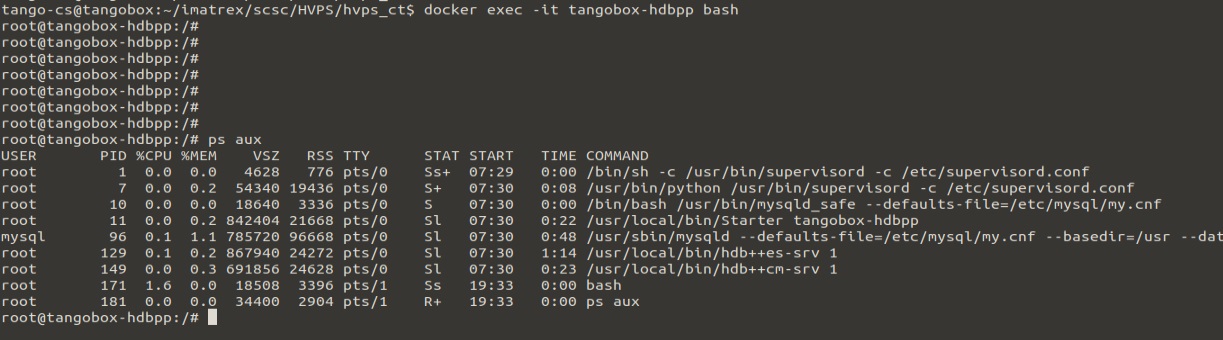 tango-cs@tangobox:~/imatrex/scsc/HVPS/hvps_ct$ docker exec -it tangobox-hdbpp bash
root@tangobox-hdbpp:/#
root@tangobox-hdbpp:/#
root@tangobox-hdbpp:/#
root@tangobox-hdbpp:/#
root@tangobox-hdbpp:/#
root@tangobox-hdbpp:/#
root@tangobox-hdbpp:/#
root@tangobox-hdbpp:/# ps aux
USER       PID %CPU %MEM    VSZ   RSS TTY      STAT START   TIME COMMAND
root         1  0.0  0.0   4628   776 pts/0    Ss+  07:29   0:00 /bin/sh -c /usr/bin/supervisord -c /etc/supervisord.conf
root         7  0.0  0.2  54340 19436 pts/0    S+   07:30   0:08 /usr/bin/python /usr/bin/supervisord -c /etc/supervisord.conf
root        10  0.0  0.0  18640  3336 pts/0    S    07:30   0:00 /bin/bash /usr/bin/mysqld_safe --defaults-file=/etc/mysql/my.cnf
root        11  0.0  0.2 842404 21668 pts/0    Sl   07:30   0:22 /usr/local/bin/Starter tangobox-hdbpp
mysql       96  0.1  1.1 785720 96668 pts/0    Sl   07:30   0:48 /usr/sbin/mysqld --defaults-file=/etc/mysql/my.cnf --basedir=/usr --dat
root       129  0.1  0.2 867940 24272 pts/0    Sl   07:30   1:14 /usr/local/bin/hdb++es-srv 1
root       149  0.0  0.3 691856 24628 pts/0    Sl   07:30   0:23 /usr/local/bin/hdb++cm-srv 1
root       171  1.6  0.0  18508  3396 pts/1    Ss   19:33   0:00 bash
root       181  0.0  0.0  34400  2904 pts/1    R+   19:33   0:00 ps aux
root@tangobox-hdbpp:/#